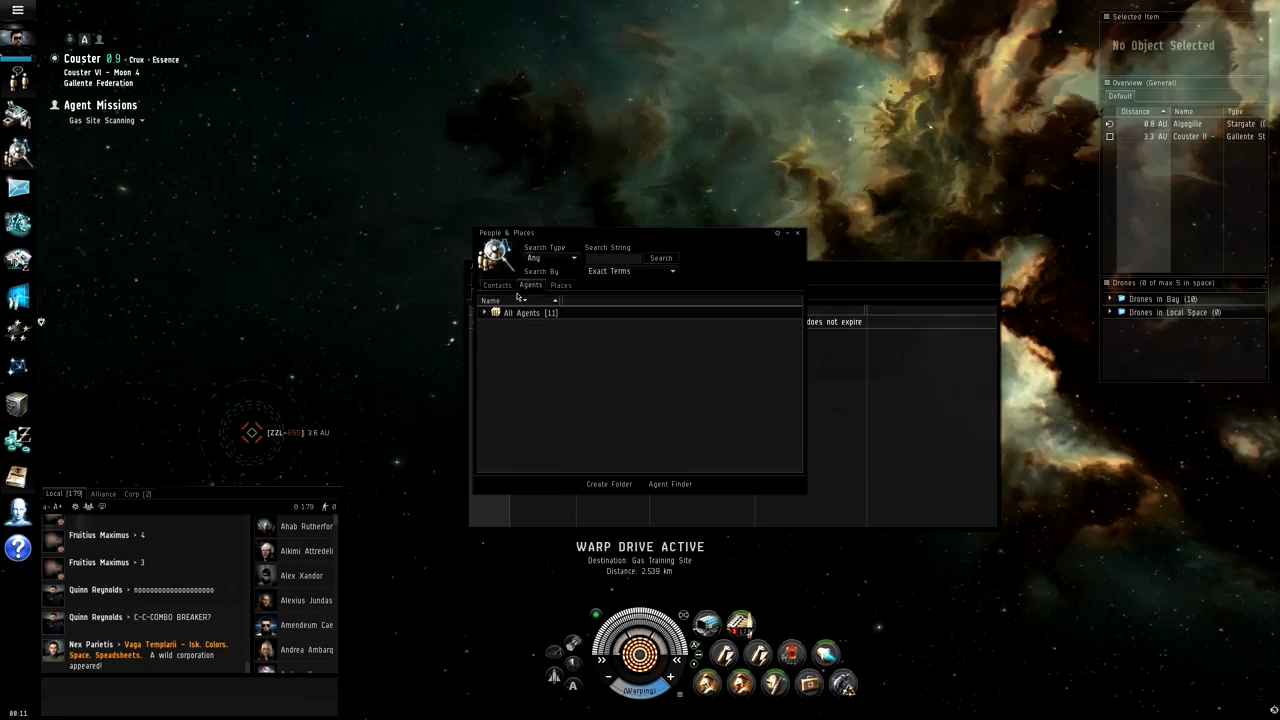 A
Couster 0.9 · Crux · Essence
Couster VI - Moon 4
Gallente Federation
Agent Missions
Gas Site Scanning
[ZZL-655] 3.6 AU
Local [179] Alliance Corp [2]
a- A+
0 179 0
Fruitius Maximus > 4
Fruitius Maximus > 3
Quinn Reynolds >
Quinn Reynolds > C-C-COMBO BREAKER?
Nex Parietis > Vaga Templarii - Isk. Colors.
Space. Speadsheets. A wild corporation
appeared!
Ahab Rutherfor
Aikimi Attredeli
Alex Xandor
Alexius Jundas
Amendeum Cae
Andrea Ambarq
00.11
People & Places
Search Type Search String
Any Search
Search By Exact Terms
Contacts Agents Places
Name
All Agents [11]
Create Folder Agent Finder
does not expire
WARP DRIVE ACTIVE
Destination: Gas Training Site
Distance: 2,539 km
A
(Warping)
Selected Item
No Object Selected
Overview (General)
Default
Distance Name Type
0.8 AU Algogille Stargate (
3.3 AU Couster II - Gallente St
Drones (0 of max 5 in space)
Drones in Bay (10)
Drones in Local Space (0)